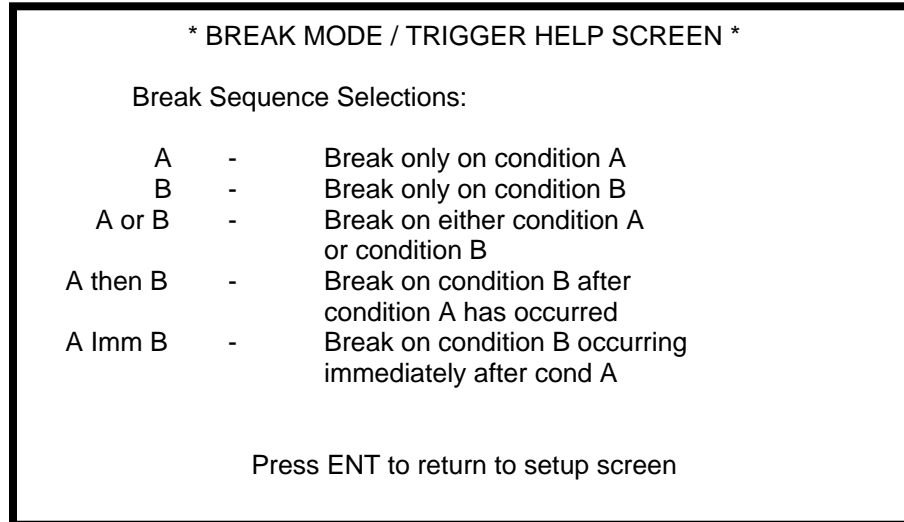 * BREAK MODE / TRIGGER HELP SCREEN *
Break Sequence Selections:
A - Break only on condition A
B - Break only on condition B
A or B - Break on either condition A
or condition B
A then B - Break on condition B after
condition A has occurred
A Imm B - Break on condition B occurring
immediately after cond A
Press ENT to return to setup screen